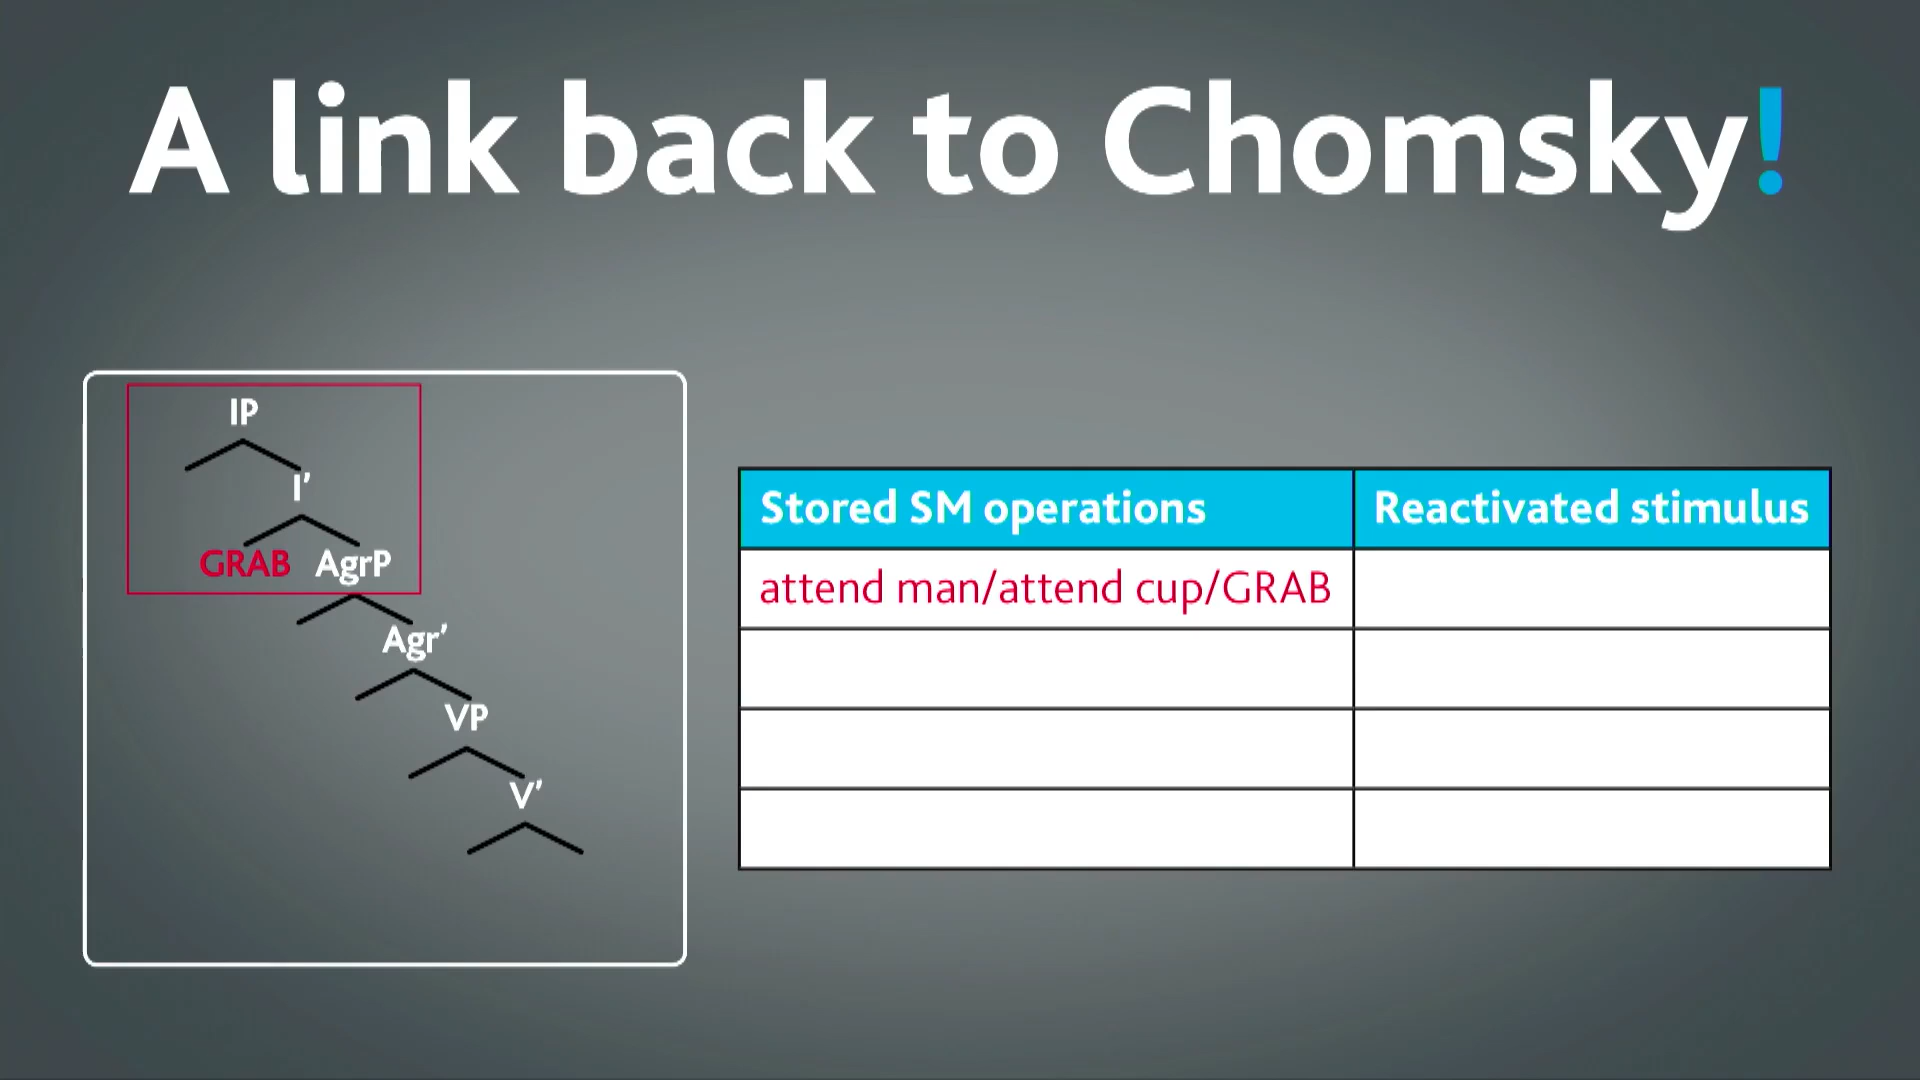 A link back to Chomsky!
IP
I’
GRAB AgrP
Agr’
VP
V’
Stored SM operations Reactivated stimulus
attend man/attend cup/GRAB